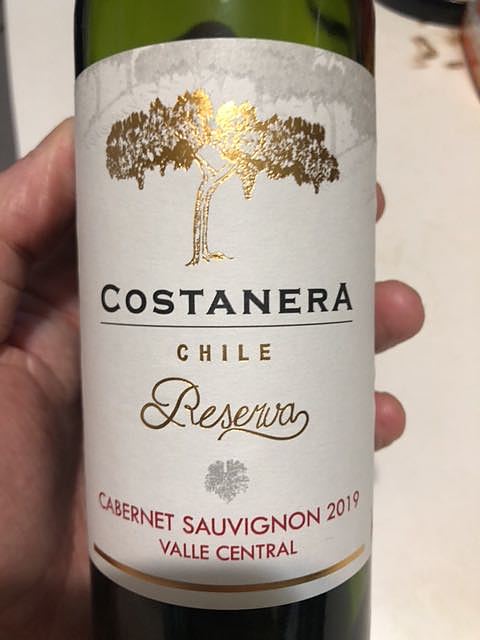 COSTANERA
CHILE
Reserva
CABERNET SAUVIGNON 2019
VALLE CENTRAL